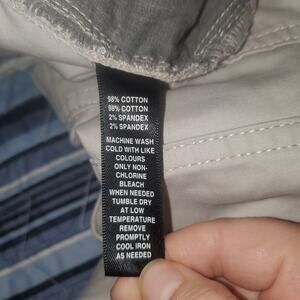 98% COTTON
98% COTTON
2% SPANDEX
2% SPANDEX
MACHINE WASH
COLD WITH LIKE
COLOURS
ONLY NON-
CHLORINE
BLEACH
WHEN NEEDED
TUMBLE DRY
AT LOW
TEMPERATURE
REMOVE
PROMPTLY
COOL IRON
AS NEEDED